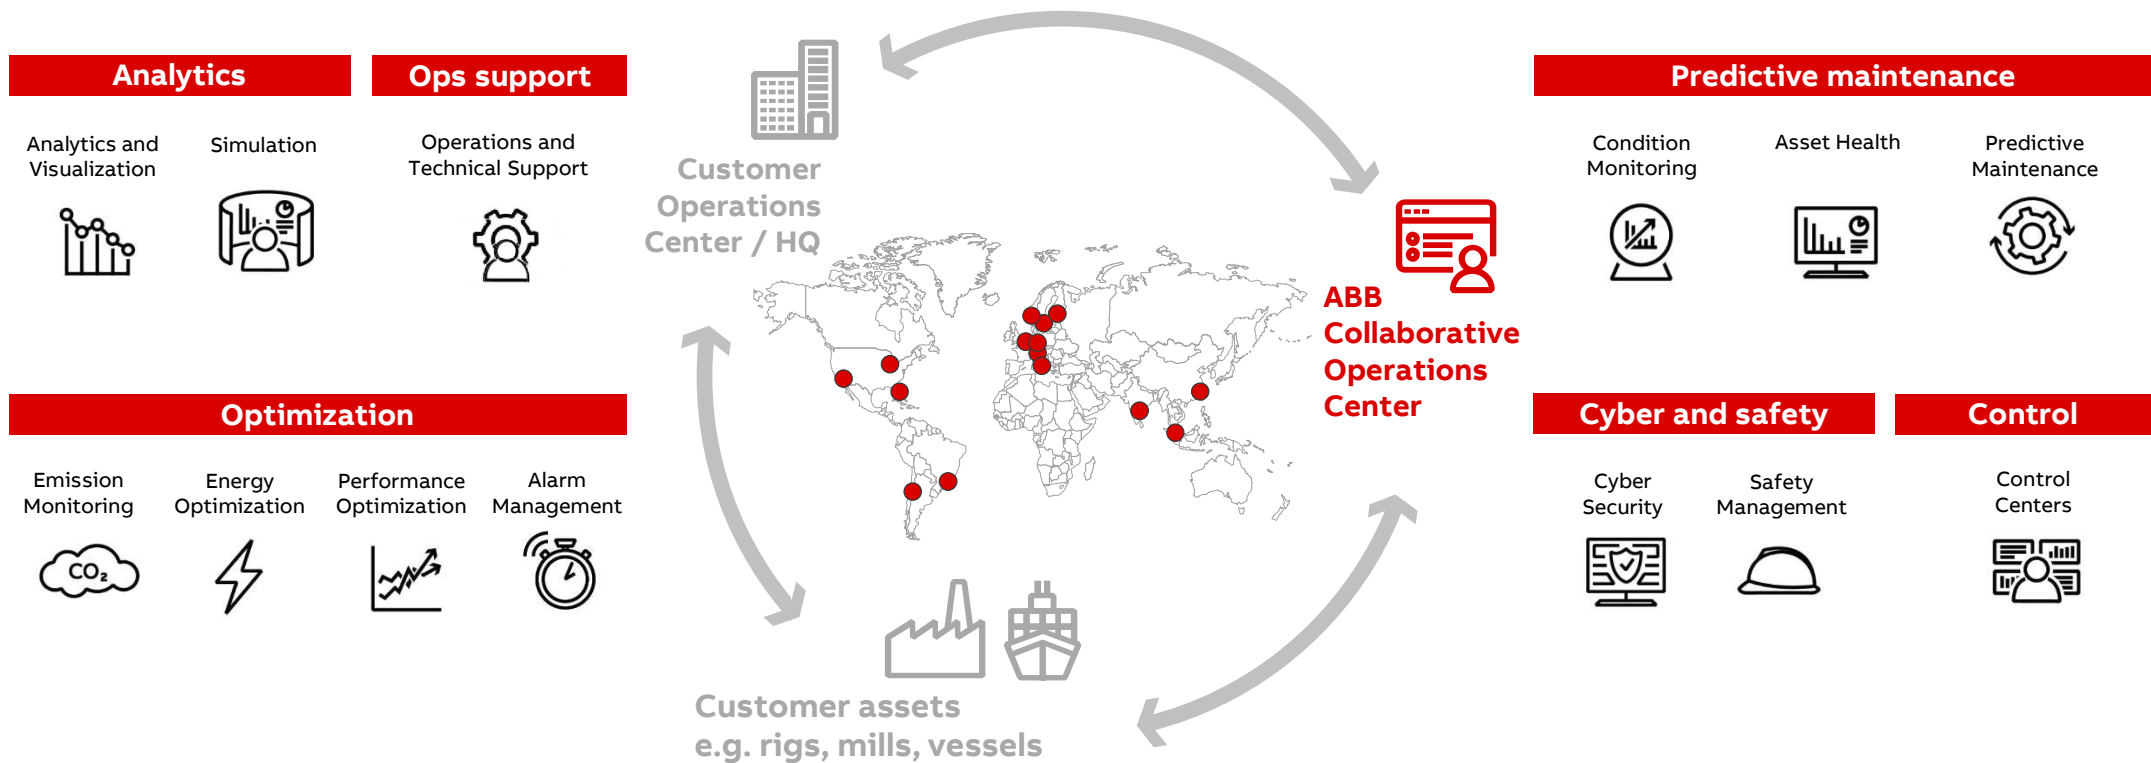 Analytics
Analytics and
Visualization
Simulation
Ops support
Operations and
Technical Support
Optimization
Emission
Monitoring
CO₂
Energy
Optimization
Performance
Optimization
Alarm
Management
Customer
Operations
Center / HQ
ABB
Collaborative
Operations
Center
Customer assets
e.g. rigs, mills, vessels
Predictive maintenance
Condition
Monitoring
Asset Health
Predictive
Maintenance
Cyber and safety
Cyber
Security
Safety
Management
Control
Control
Centers